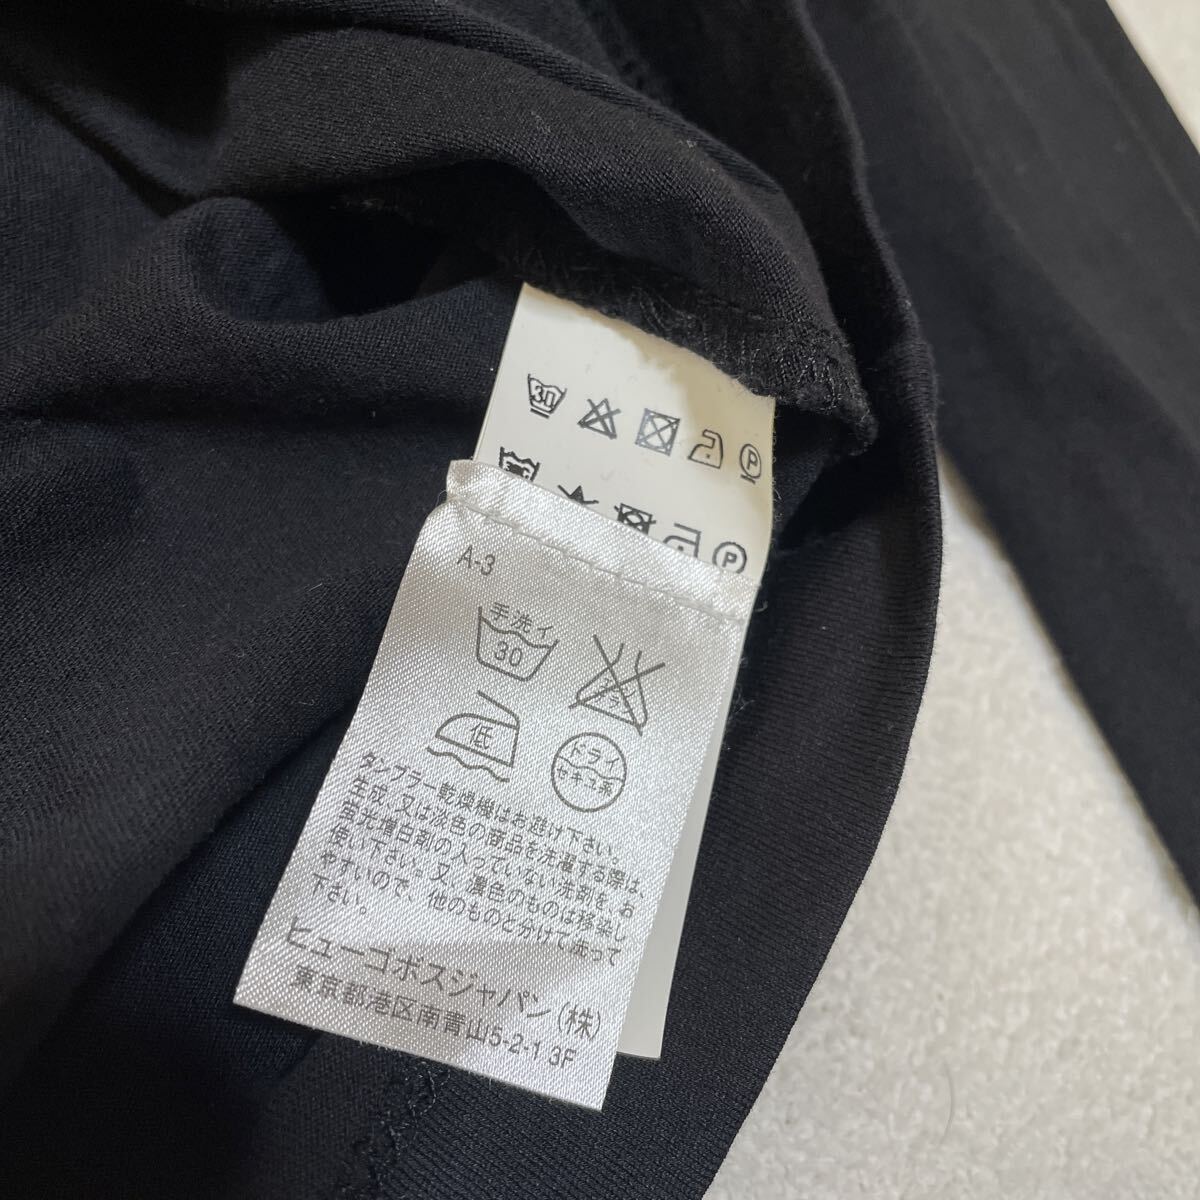 30
P
P
A-3
手洗イ
30
低
ドライ
セキユ系
タンブラー乾燥機はお避け下さい。
生成、又は淡色の商品を洗濯する際は、
蛍光増白剤の入っていない洗剤を、お
使い下さい。又、濃色のものは移染し
やすいので、他のものと分けて洗って
下さい。
ヒューゴボスジャパン(株)
東京都港区南青山5-2-1 3F